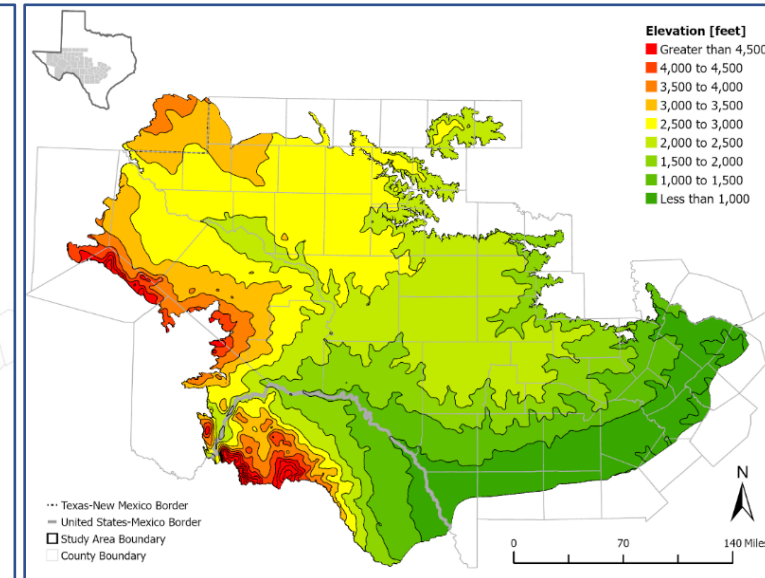 Elevation [feet]
Greater than 4,500
4,000 to 4,500
3,500 to 4,000
3,000 to 3,500
2,500 to 3,000
2,000 to 2,500
1,500 to 2,000
1,000 to 1,500
Less than 1,000
Texas-New Mexico Border
United States-Mexico Border
Study Area Boundary
County Boundary
N
0 70 140 Miles